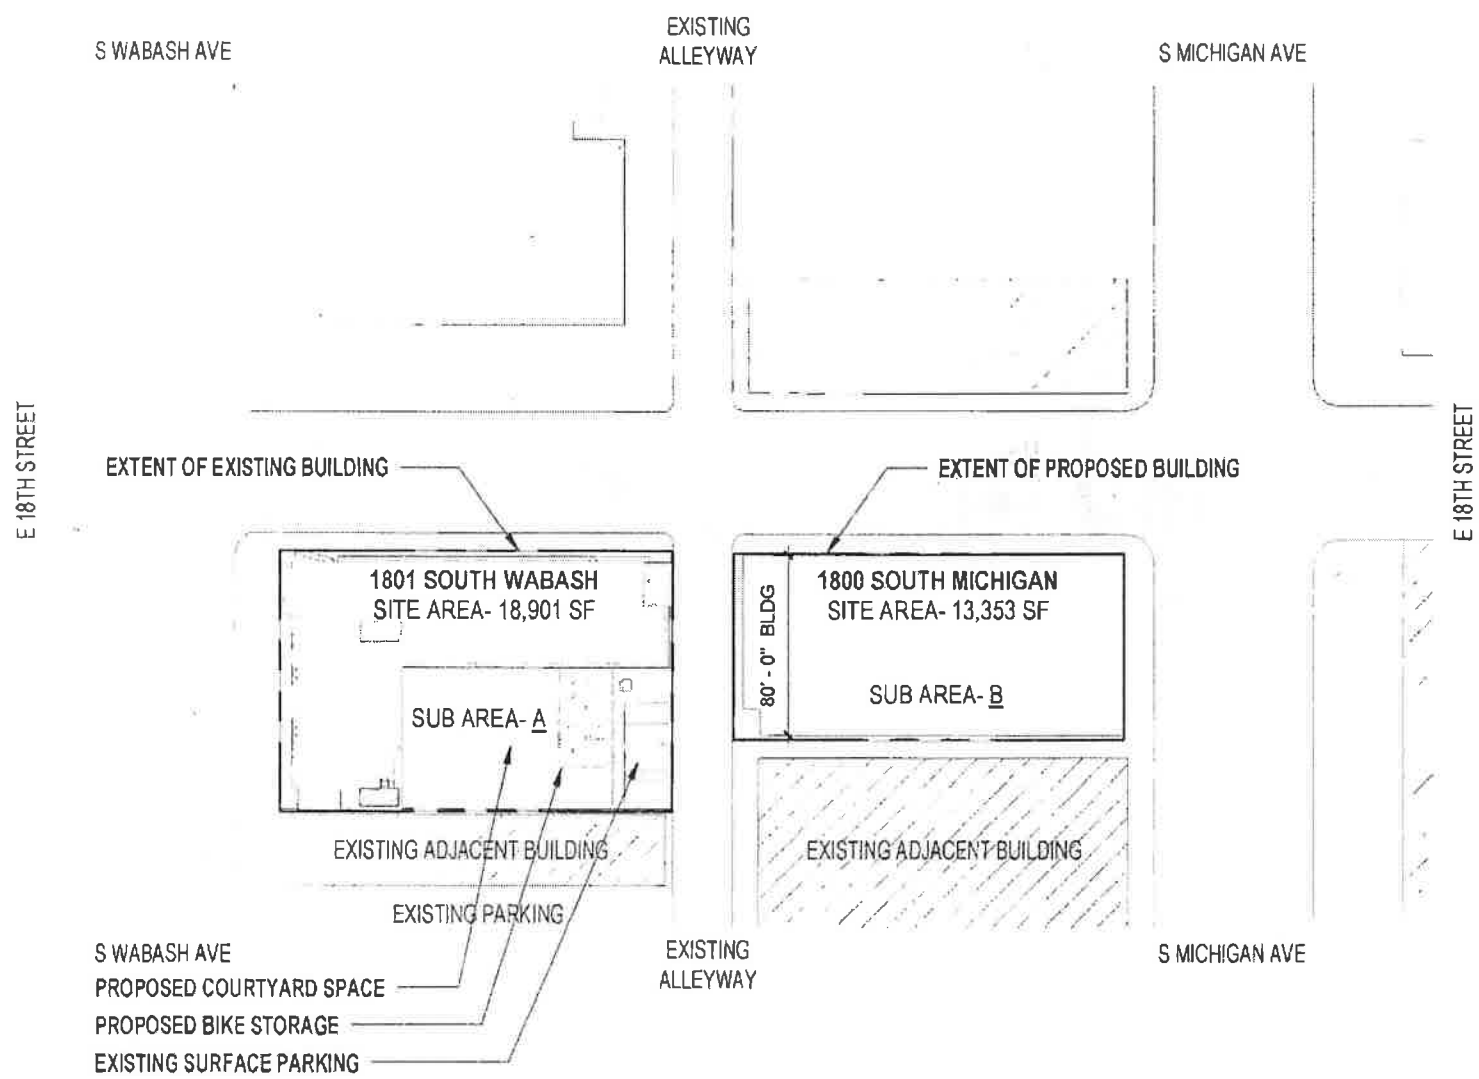 S WABASH AVE
EXISTING
ALLEYWAY
S MICHIGAN AVE
E 18TH STREET
E 18TH STREET
EXTENT OF EXISTING BUILDING
EXTENT OF PROPOSED BUILDING
1801 SOUTH WABASH
SITE AREA- 18,901 SF
SUB AREA- A
80' - 0" BLDG
1800 SOUTH MICHIGAN
SITE AREA- 13,353 SF
SUB AREA- B
EXISTING ADJACENT BUILDING
EXISTING ADJACENT BUILDING
EXISTING PARKING
S WABASH AVE
EXISTING
ALLEYWAY
S MICHIGAN AVE
PROPOSED COURTYARD SPACE
PROPOSED BIKE STORAGE
EXISTING SURFACE PARKING